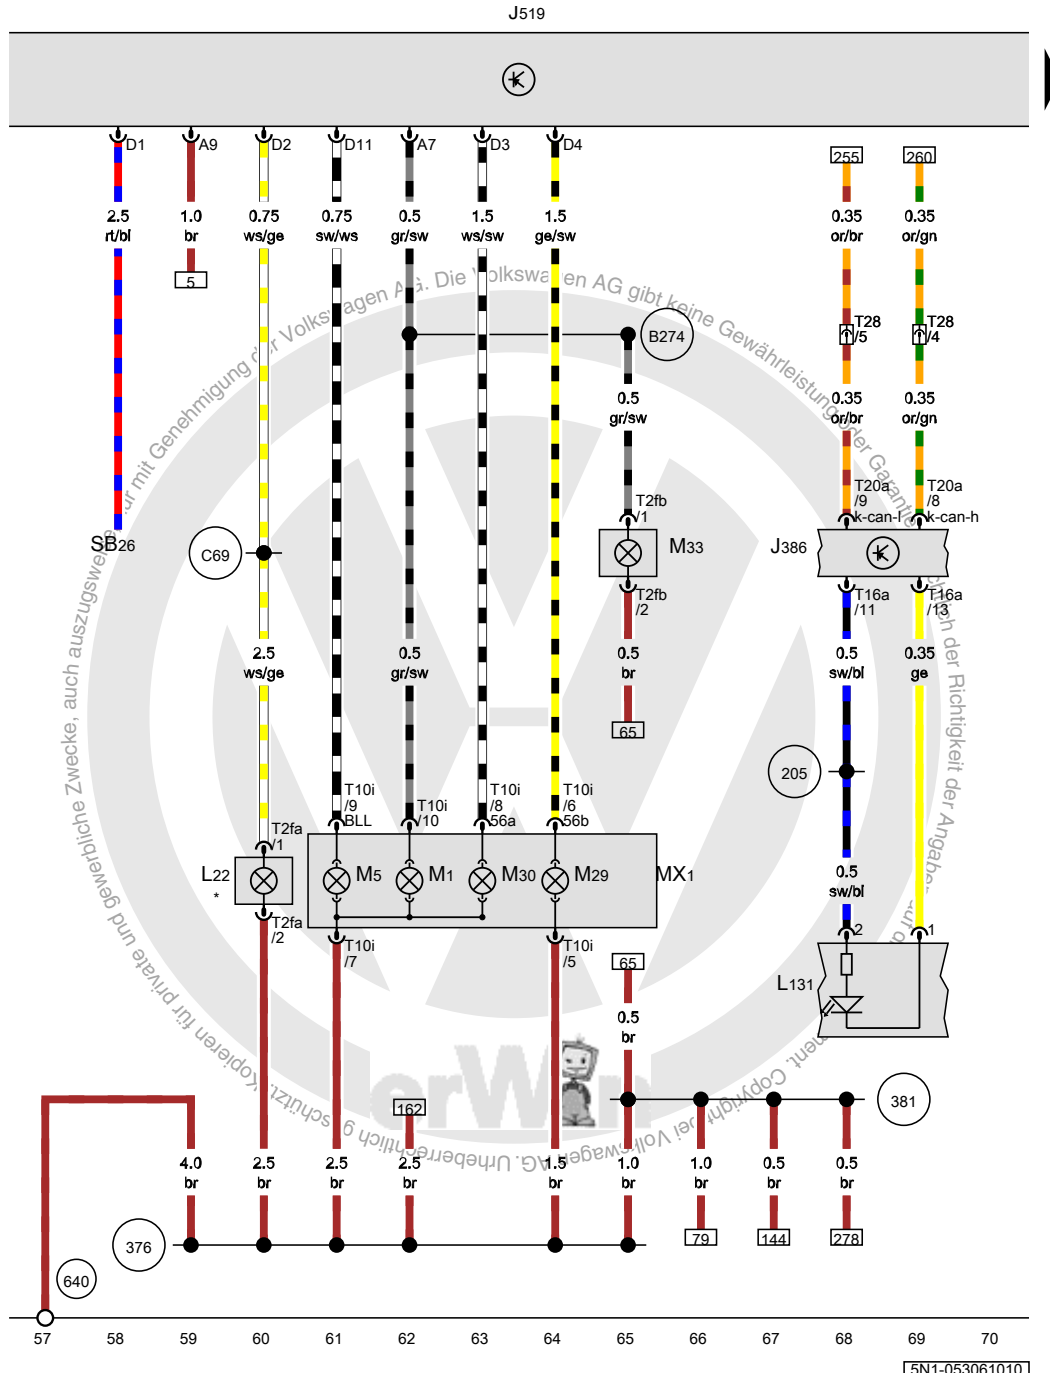 J519
D1 A9 D2 D11 A7 D3 D4
255 260
2.5 1.0 0.75 0.75 0.5 1.5 1.5 0.35 0.35
rt/bl br ws/ge sw/ws gr/sw ws/sw ge/sw or/br or/gn
5
B274
T28 T28
/5 /4
0.5 0.35 0.35
gr/sw or/br or/gn
T20a T20a
/9 /8
k-can-l k-can-h
T2fb
/1
SB26 C69 M33 J386
T2fb
/2
T16a T16a
/11 /13
2.5 0.5 0.5 0.5 0.35
ws/ge gr/sw br sw/bl ge
65
205
T10i T10i T10i T10i
/9 /10 /8 /6
BLL 56a 56b
T2fa
/1
L22 M5 M1 M30 M29 MX1
*
0.5
sw/bl
T2fa
/2
T10i T10i
/7 /5
2 1
65
L131
0.5
br
erWin
162
381
4.0 2.5 2.5 2.5 1.5 1.0 1.0 0.5 0.5
br br br br br br br br br
376
79 144 278
640
57 58 59 60 61 62 63 64 65 66 67 68 69 70
5N1-053061010